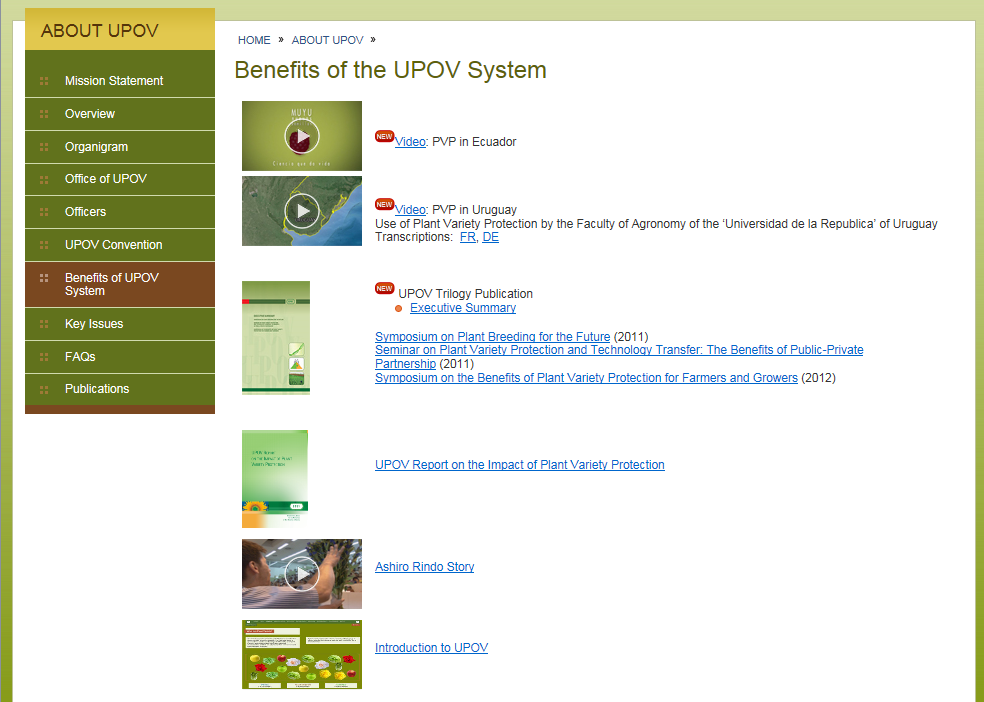 ABOUT UPOV
Mission Statement
Overview
Organigram
Office of UPOV
Officers
UPOV Convention
Benefits of UPOV
System
Key Issues
FAQs
Publications
HOME » ABOUT UPOV »
Benefits of the UPOV System
MUYU
Ciencia que da vida
NEW Video: PVP in Ecuador
NEW Video: PVP in Uruguay
Use of Plant Variety Protection by the Faculty of Agronomy of the ‘Universidad de la Republica’ of Uruguay
Transcriptions: FR, DE
NEW UPOV Trilogy Publication
Executive Summary
Symposium on Plant Breeding for the Future (2011)
Seminar on Plant Variety Protection and Technology Transfer: The Benefits of Public-Private
Partnership (2011)
Symposium on the Benefits of Plant Variety Protection for Farmers and Growers (2012)
UPOV Report on the Impact of Plant Variety Protection
Ashiro Rindo Story
Introduction to UPOV